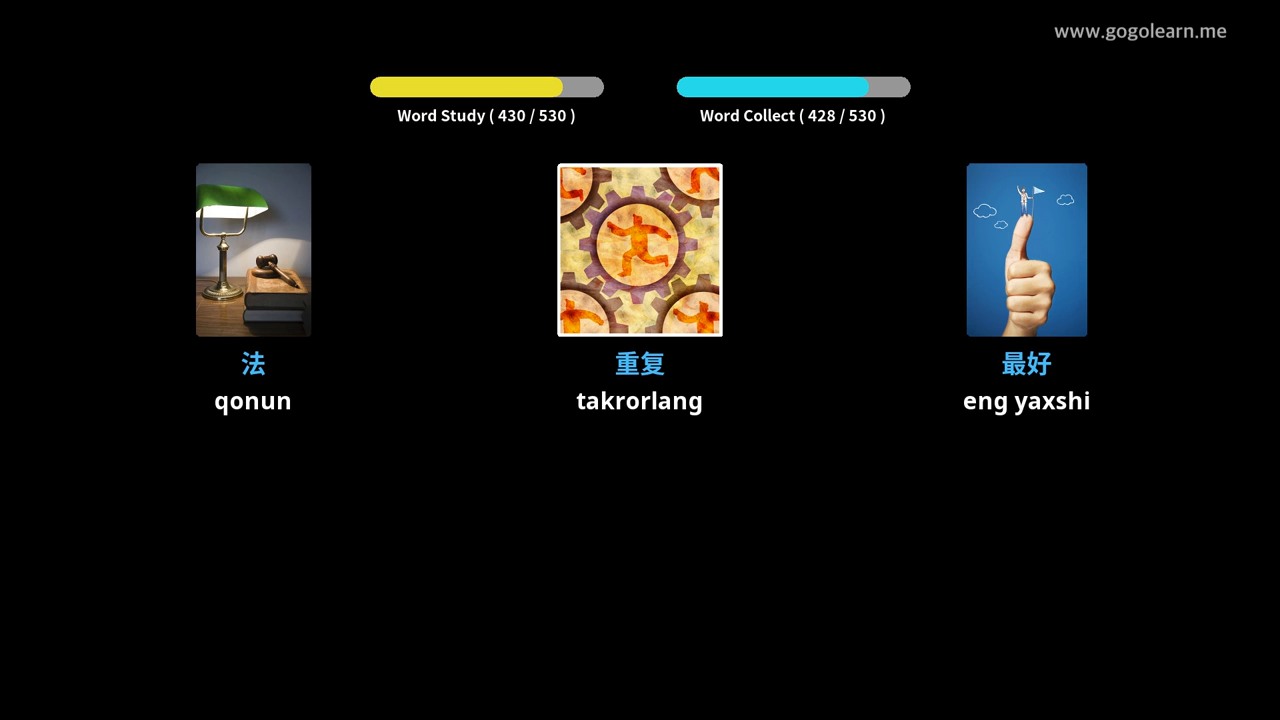 www.gogolearn.me
Word Study ( 430 / 530 )
Word Collect ( 428 / 530 )
法
重复
最好
qonun
takrorlang
eng yaxshi